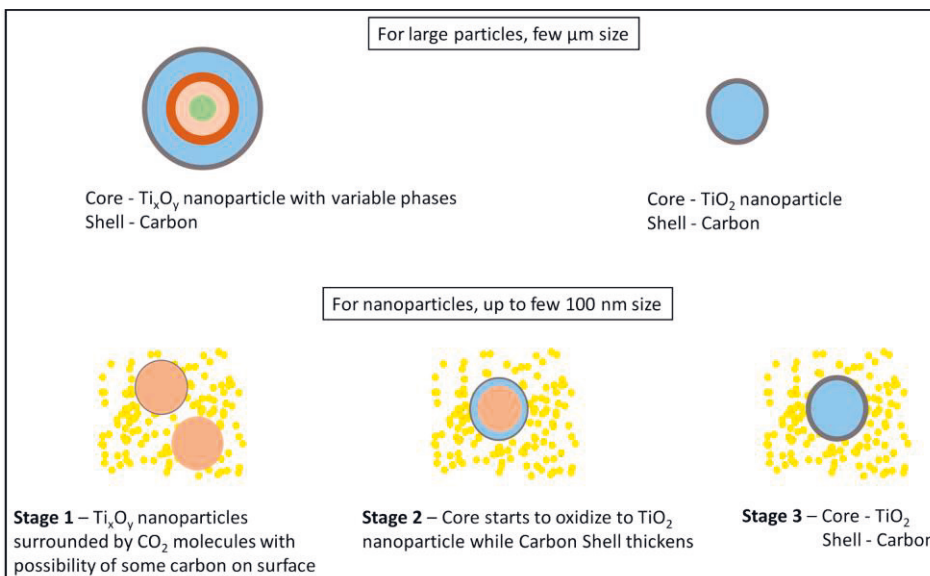 For large particles, few μm size
Core - TiₓOᵧ nanoparticle with variable phases
Shell - Carbon
Core - TiO₂ nanoparticle
Shell - Carbon
For nanoparticles, up to few 100 nm size
Stage 1 – TiₓOᵧ nanoparticles
surrounded by CO₂ molecules with
possibility of some carbon on surface
Stage 2 – Core starts to oxidize to TiO₂
nanoparticle while Carbon Shell thickens
Stage 3 – Core - TiO₂
Shell - Carbon